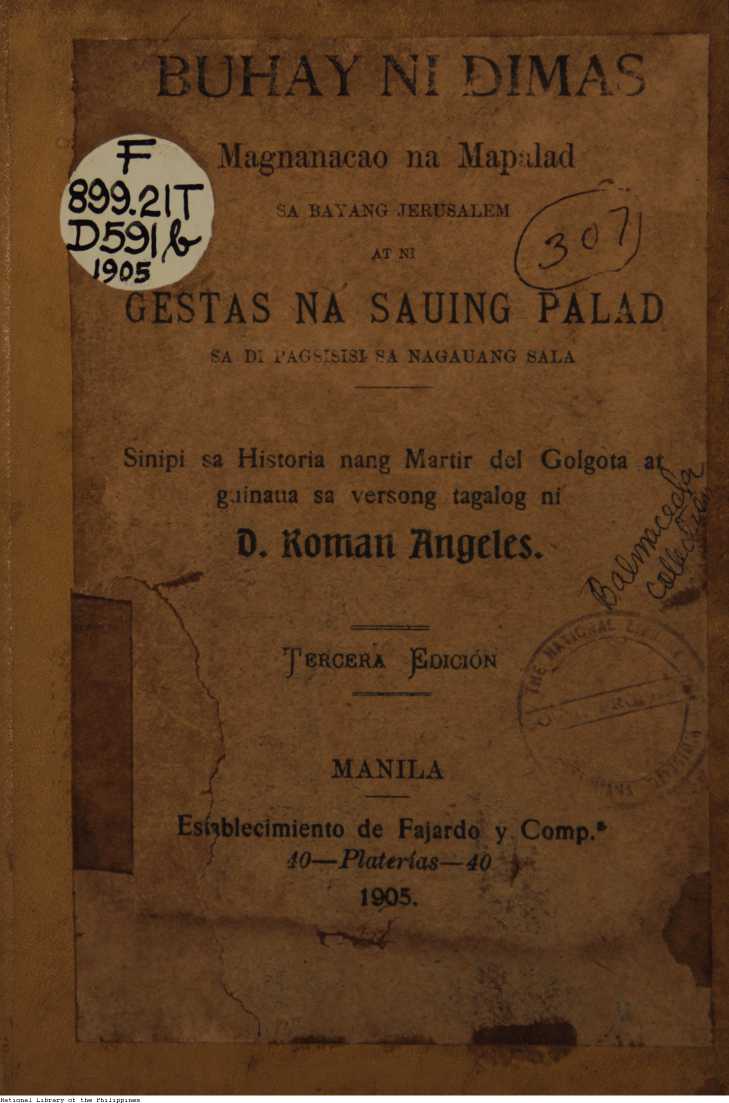 BUHAY NI DIMAS
Magnanacao na Mapalad
SA BAYANG JERUSALEM
AT NI
GESTAS NA SAUING PALAD
SA DI PAGSISISI SA NAGAUANG SALA
F
899.21T
D591b
1905
307
Sinipi sa Historia nang Martir del Golgota at
guinaua sa versong tagalog ni
D. Roman Angeles.
Balmaceda
collection
TERCERA EDICIÓN
THE NATIONAL
DIVISION
MANILA
Establecimiento de Fajardo y Comp.ª
40—Platerías—40
1905.
National Library of the Philippines